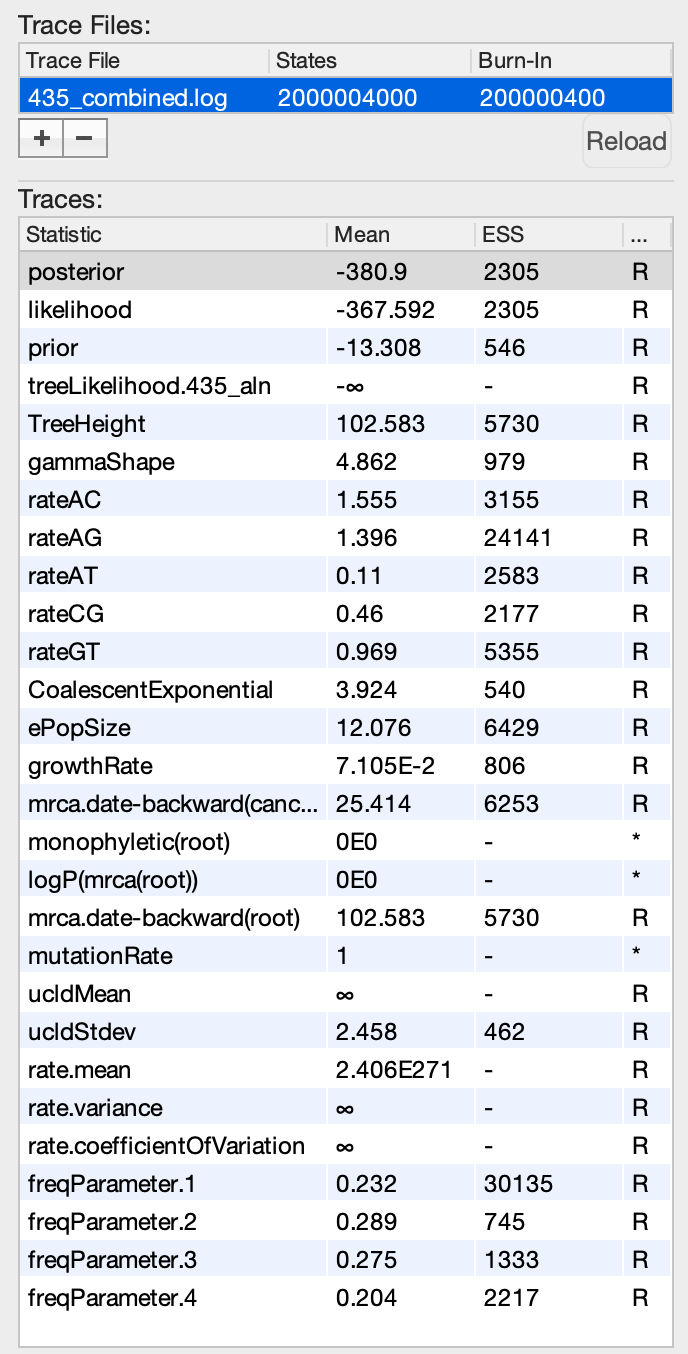 Trace Files:
Trace File States Burn-In
435_combined.log 2000004000 200000400
+ − Reload
Traces:
Statistic Mean ESS ...
posterior -380.9 2305 R
likelihood -367.592 2305 R
prior -13.308 546 R
treeLikelihood.435_aln -∞ - R
TreeHeight 102.583 5730 R
gammaShape 4.862 979 R
rateAC 1.555 3155 R
rateAG 1.396 24141 R
rateAT 0.11 2583 R
rateCG 0.46 2177 R
rateGT 0.969 5355 R
CoalescentExponential 3.924 540 R
ePopSize 12.076 6429 R
growthRate 7.105E-2 806 R
mrca.date-backward(canc... 25.414 6253 R
monophyletic(root) 0E0 - *
logP(mrca(root)) 0E0 - *
mrca.date-backward(root) 102.583 5730 R
mutationRate 1 - *
ucldMean ∞ - R
ucldStdev 2.458 462 R
rate.mean 2.406E271 - R
rate.variance ∞ - R
rate.coefficientOfVariation ∞ - R
freqParameter.1 0.232 30135 R
freqParameter.2 0.289 745 R
freqParameter.3 0.275 1333 R
freqParameter.4 0.204 2217 R